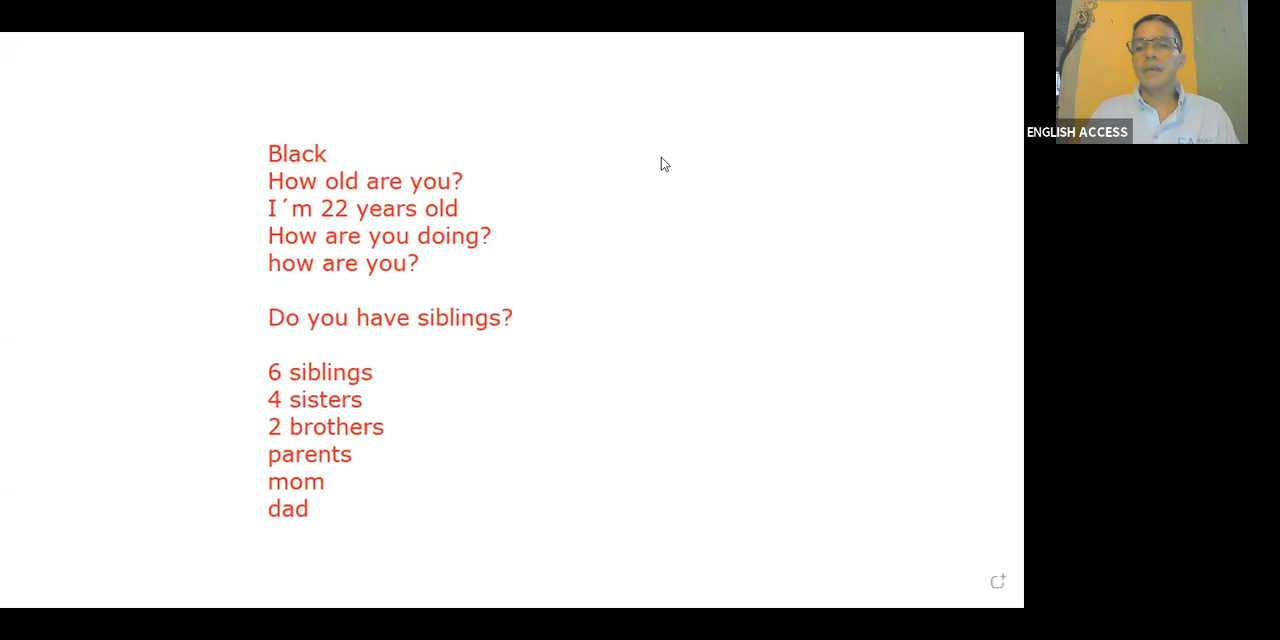 Black
How old are you?
I´m 22 years old
How are you doing?
how are you?
Do you have siblings?
6 siblings
4 sisters
2 brothers
parents
mom
dad
ENGLISH ACCESS